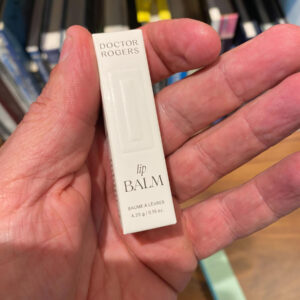 DOCTOR
ROGERS
lip
BALM
BAUME À LÈVRES
4.25 g / 0.15 oz